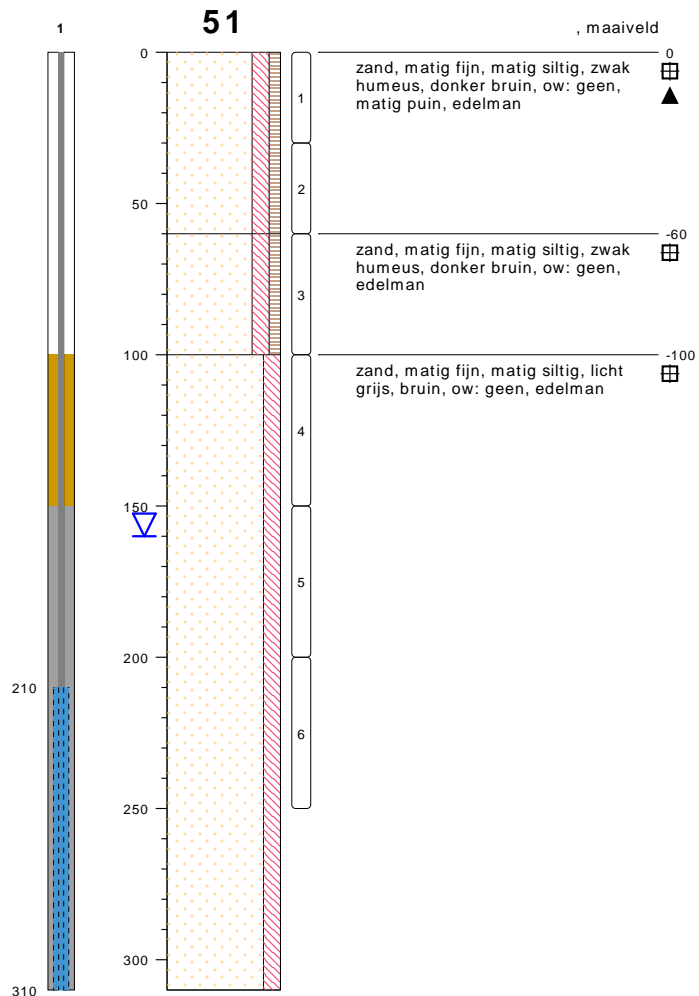 1
51
, maaiveld
0
0
zand, matig fijn, matig siltig, zwak
humeus, donker bruin, ow: geen,
matig puin, edelman
1
2
50
-60
zand, matig fijn, matig siltig, zwak
humeus, donker bruin, ow: geen,
edelman
3
100
-100
zand, matig fijn, matig siltig, licht
grijs, bruin, ow: geen, edelman
4
150
5
200
210
6
250
300
310